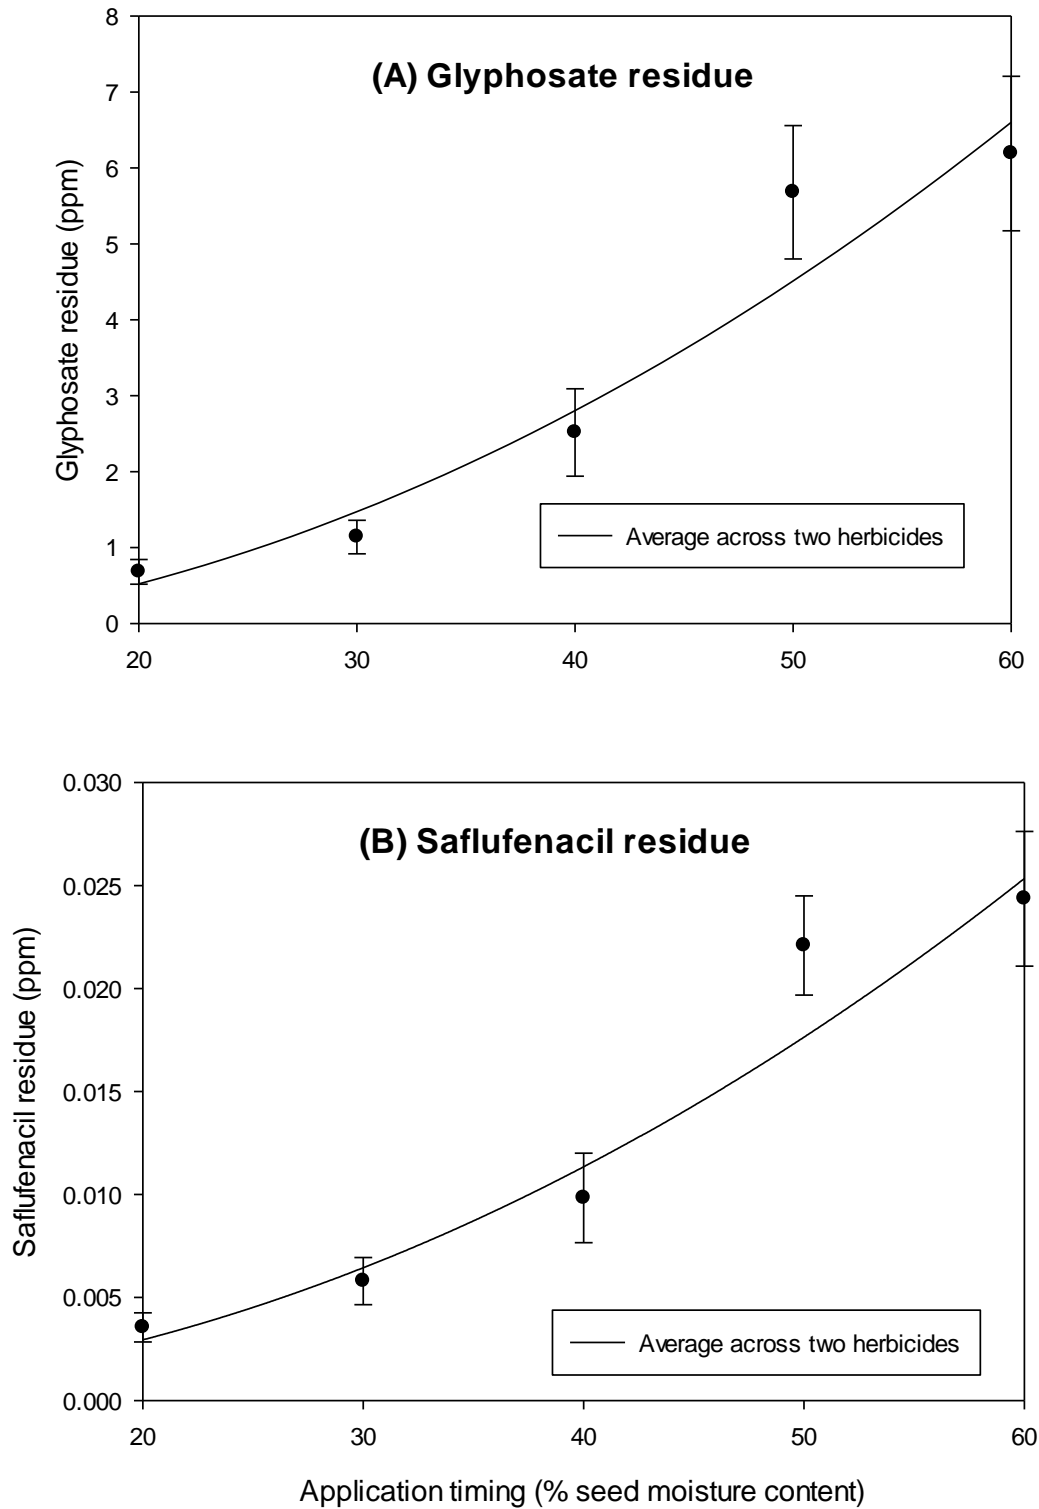 (A) Glyphosate residue
Glyphosate residue (ppm)
8
7
6
5
4
3
2
1
0
Average across two herbicides
20 30 40 50 60
(B) Saflufenacil residue
Saflufenacil residue (ppm)
0.030
0.025
0.020
0.015
0.010
0.005
0.000
Average across two herbicides
20 30 40 50 60
Application timing (% seed moisture content)